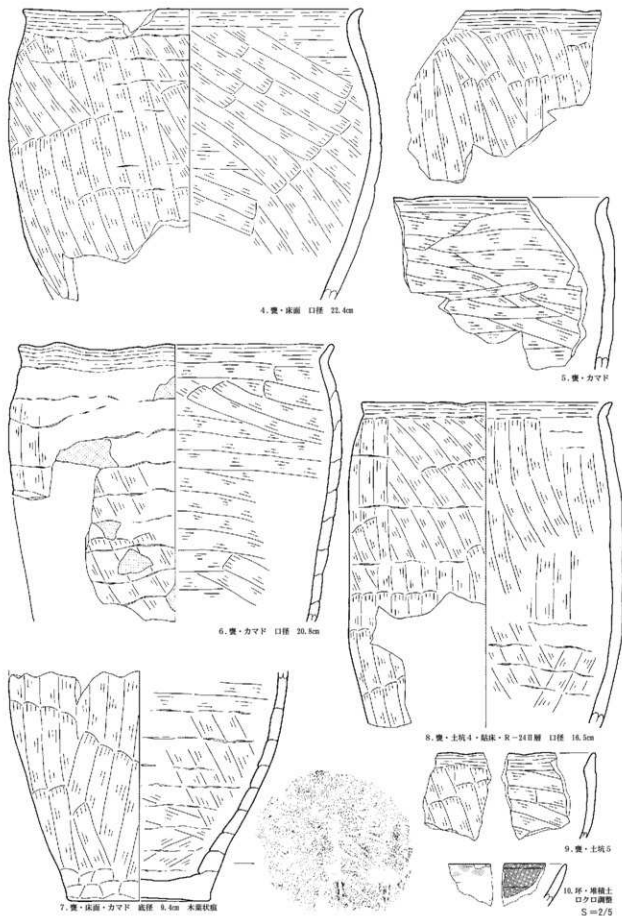 4.甕・床面 口径 22.4cm
5.甕・カマド
6.甕・カマド 口径 20.8cm
8.甕・土坑4・貼床・R-24Ⅱ層 口径 16.5cm
9.甕・土坑5
7.甕・床面・カマド 底径 9.4cm 木葉状痕
10.坏・堆積土
ロクロ調整
S=2/5